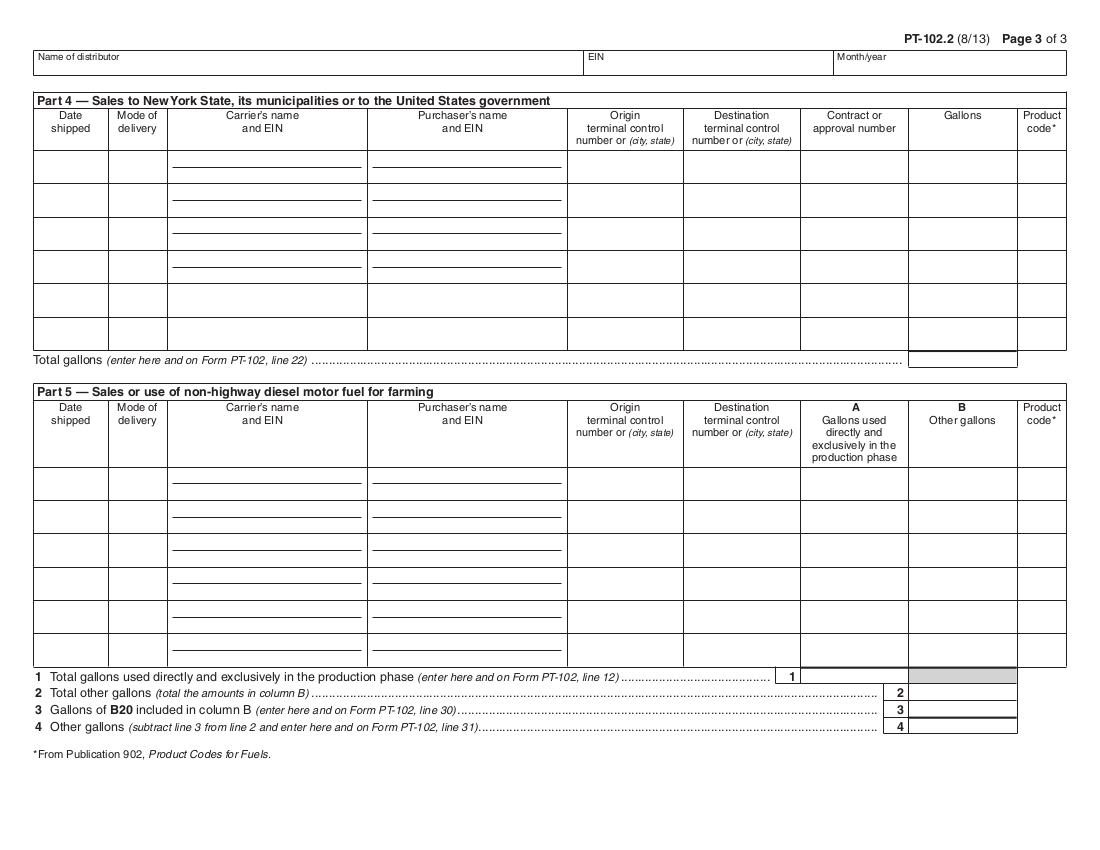 PT-102.2 (8/13) Page 3 of 3
Name of distributor EIN Month/year
Part 4 — Sales to New York State, its municipalities or to the United States government
Date shipped Mode of delivery Carrier's name and EIN Purchaser's name and EIN Origin terminal control number or (city, state) Destination terminal control number or (city, state) Contract or approval number Gallons Product code*
Total gallons (enter here and on Form PT-102, line 22)
Part 5 — Sales or use of non-highway diesel motor fuel for farming
Date shipped Mode of delivery Carrier's name and EIN Purchaser's name and EIN Origin terminal control number or (city, state) Destination terminal control number or (city, state) A Gallons used directly and exclusively in the production phase B Other gallons Product code*
1 Total gallons used directly and exclusively in the production phase (enter here and on Form PT-102, line 12) 1
2 Total other gallons (total the amounts in column B) 2
3 Gallons of B20 included in column B (enter here and on Form PT-102, line 30) 3
4 Other gallons (subtract line 3 from line 2 and enter here and on Form PT-102, line 31) 4
*From Publication 902, Product Codes for Fuels.